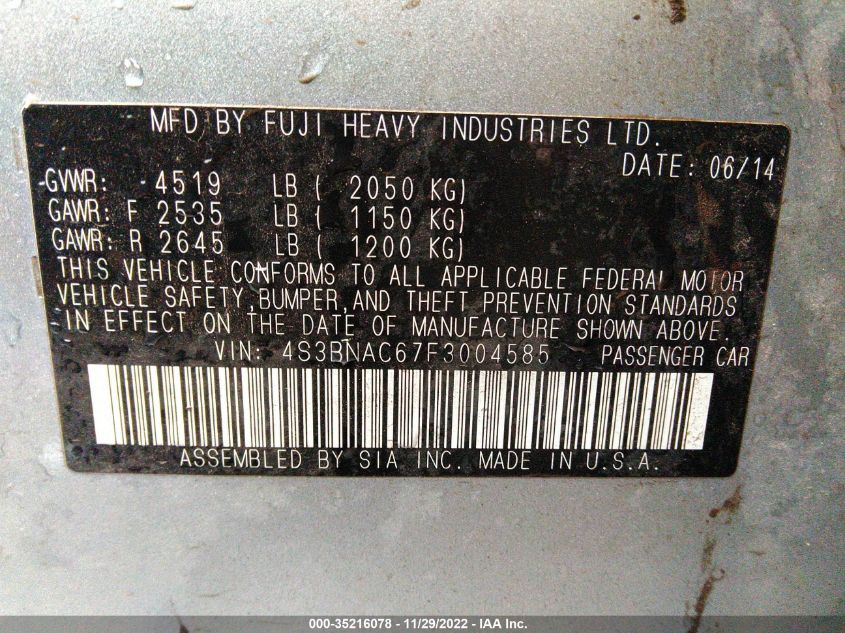 MFD BY FUJI HEAVY INDUSTRIES LTD.
DATE: 06/14
GVWR: 4519 LB ( 2050 KG)
GAWR: F 2535 LB ( 1150 KG)
GAWR: R 2645 LB ( 1200 KG)
THIS VEHICLE CONFORMS TO ALL APPLICABLE FEDERAL MOTOR
VEHICLE SAFETY, BUMPER, AND THEFT PREVENTION STANDARDS
IN EFFECT ON THE DATE OF MANUFACTURE SHOWN ABOVE.
VIN: 4S3BNAC67F3004585 PASSENGER CAR
ASSEMBLED BY SIA INC. MADE IN U.S.A.
000-35216078 - 11/29/2022 - IAA Inc.